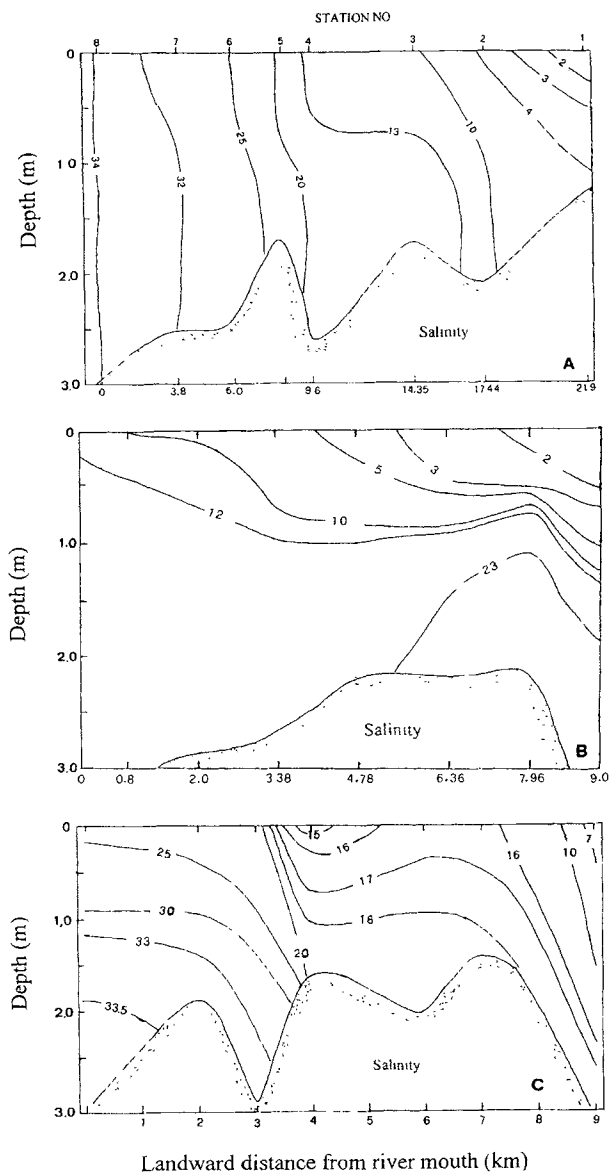 STATION NO
8 7 6 5 4 3 2 1
0
2
3
4
10
13
25
20
34
32
1.0
Depth (m)
2.0
Salinity
A
3.0
0 3.8 6.0 9.6 14.35 17.44 21.9
0
2
3
5
10
12
1.0
Depth (m)
23
2.0
Salinity
B
3.0
0 0.8 2.0 3.38 4.78 6.36 7.96 9.0
0
15
16
7
25
17
16
10
30
18
1.0
33
20
Depth (m)
33.5
2.0
Salinity
C
3.0
1 2 3 4 5 6 7 8 9
Landward distance from river mouth (km)